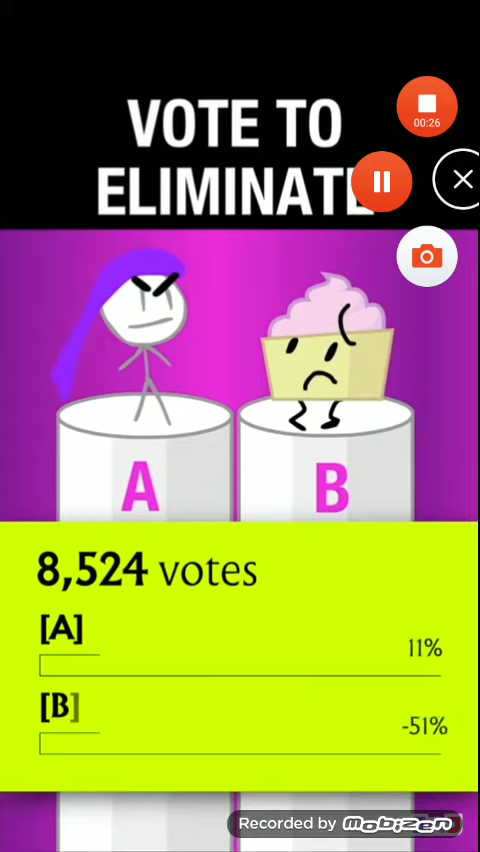 VOTE TO
ELIMINATE
00:26
A
B
8,524 votes
[A]
11%
[B]
-51%
Recorded by Mobizen